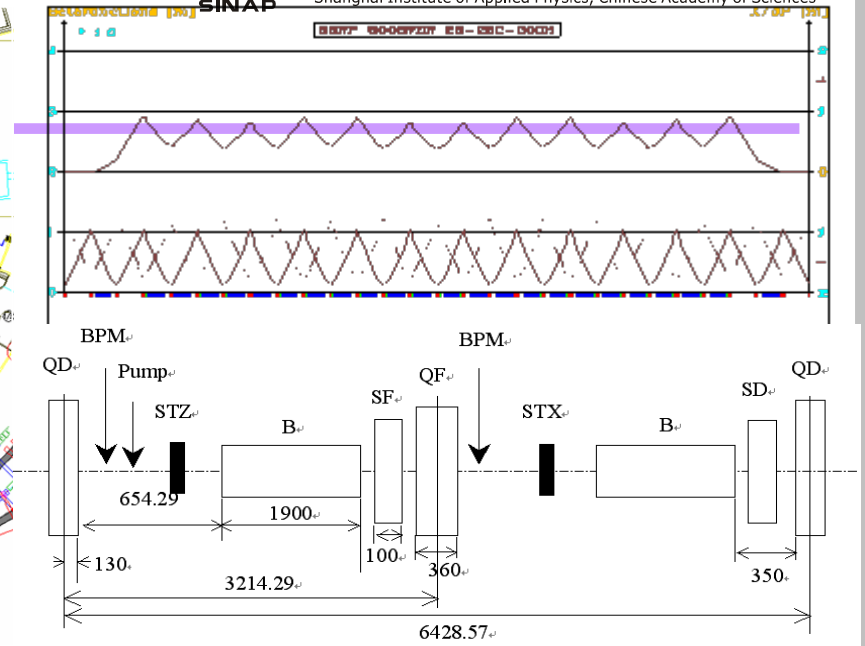 Shanghai Institute of Applied Physics, Chinese Academy of Sciences
SINAP
BPM
BPM
QD
Pump
QF
QD
SF
SD
STZ
STX
B
B
654.29
1900
100
360
130
350
3214.29
6428.57